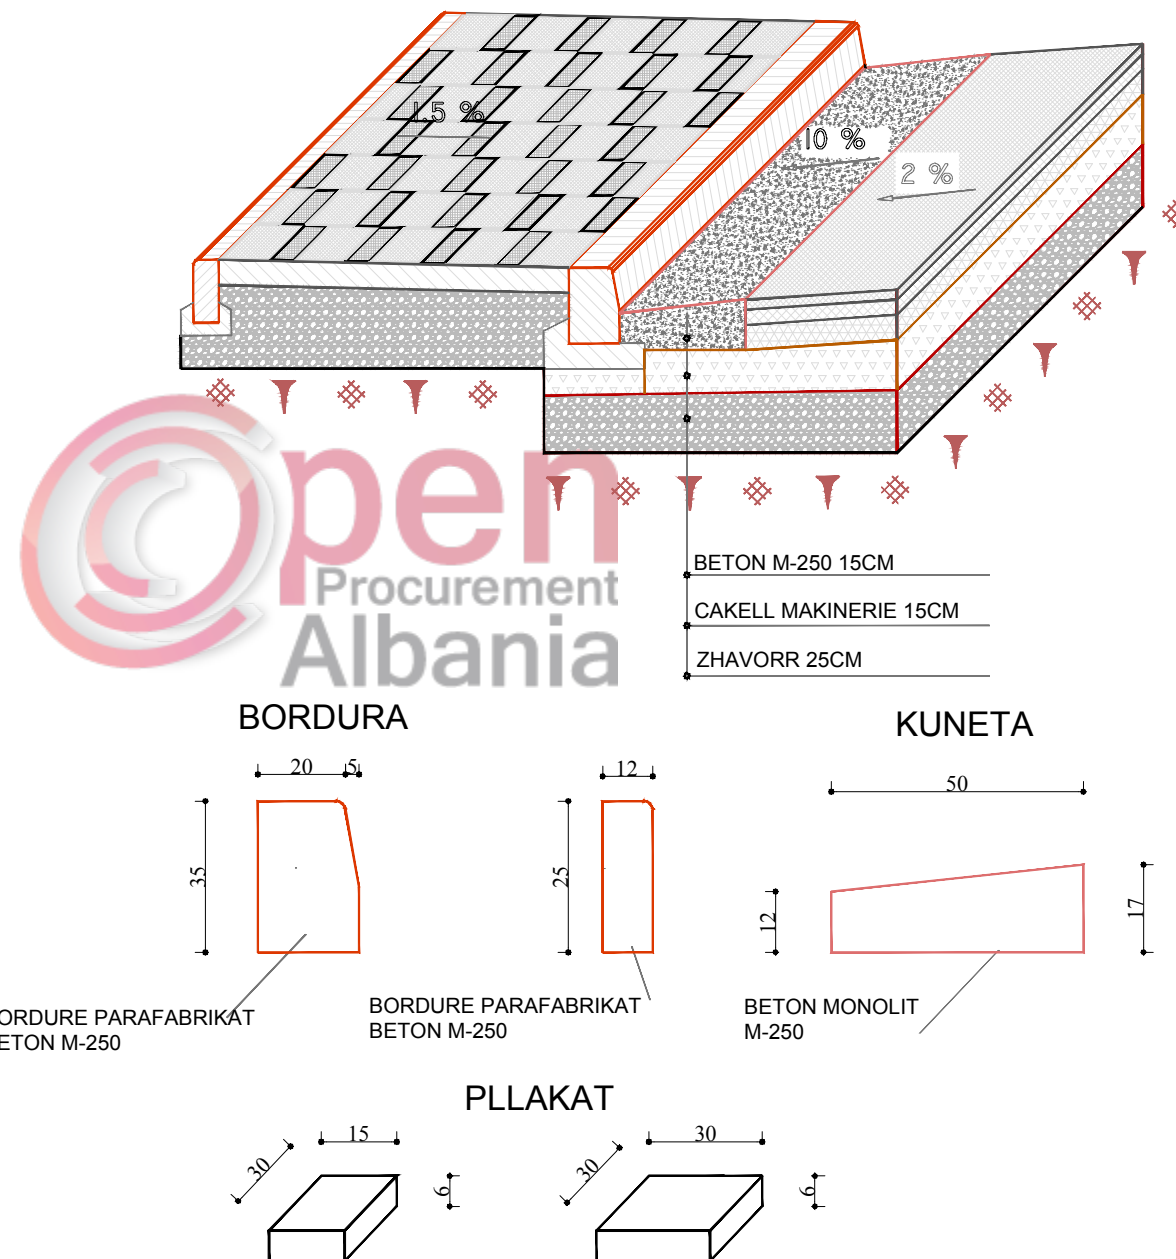 1.5 %
10 %
2 %
Open
Procurement
Albania
BETON M-250 15CM
CAKELL MAKINERIE 15CM
ZHAVORR 25CM
BORDURA
KUNETA
20 5
12
50
35
25
12
17
ORDURE PARAFABRIKAT
ETON M-250
BORDURE PARAFABRIKAT
BETON M-250
BETON MONOLIT
M-250
PLLAKAT
15
30
30
30
6
6